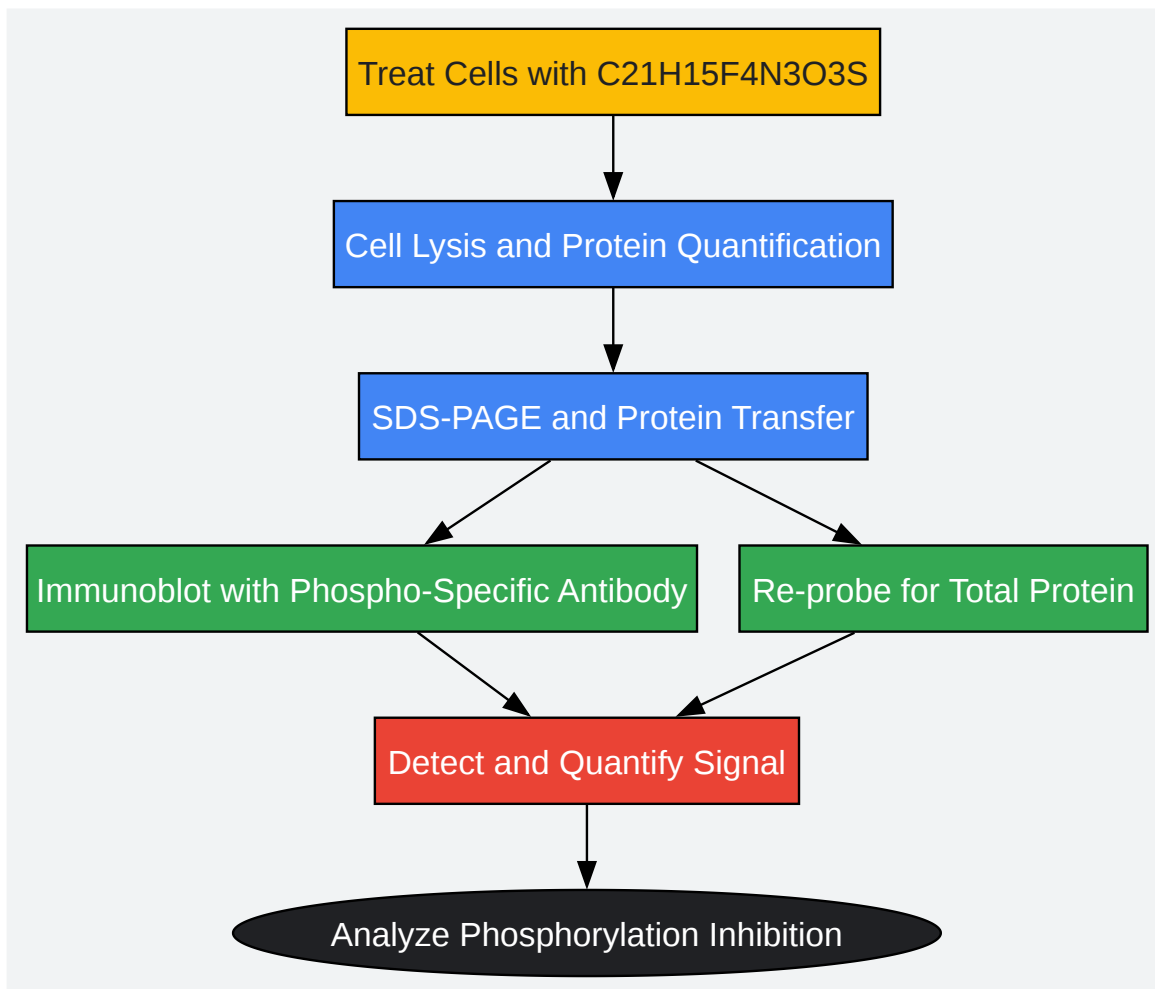 Treat Cells with C21H15F4N3O3S
Cell Lysis and Protein Quantification
SDS-PAGE and Protein Transfer
Immunoblot with Phospho-Specific Antibody
Re-probe for Total Protein
Detect and Quantify Signal
Analyze Phosphorylation Inhibition